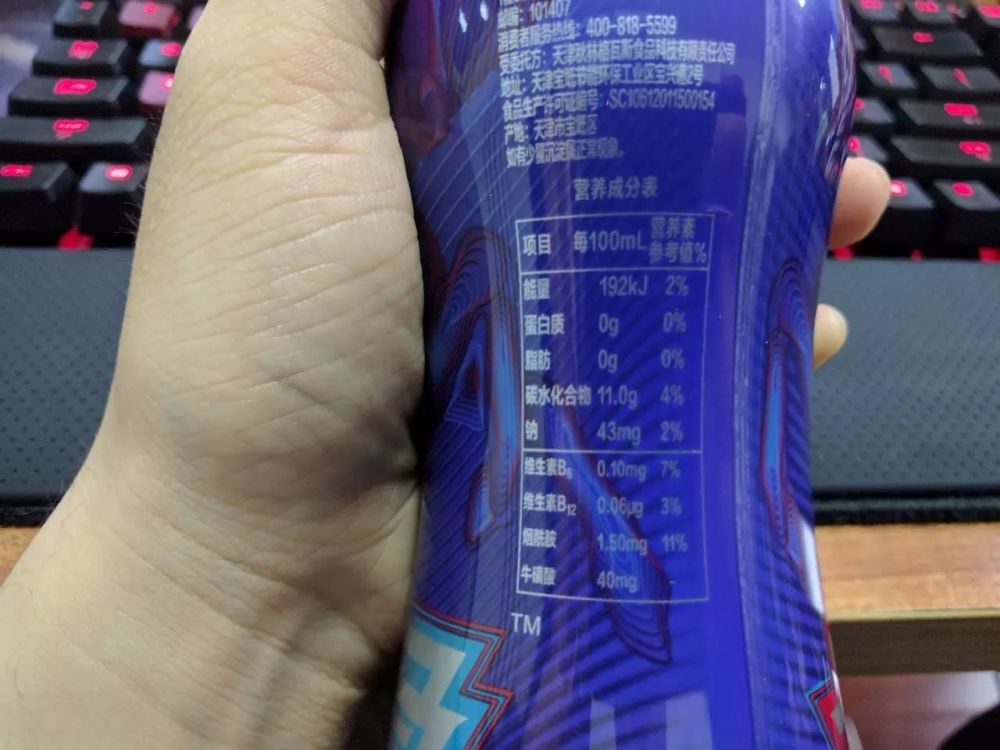 邮编：101407
消费者服务热线：400-818-5599
受委托方：天津秋林格瓦斯食品科技有限责任公司
地址：天津宝坻节能环保工业区宝兴道2号
食品生产许可证编号：SC10612011500154
产地：天津市宝坻区
如有少量沉淀属正常现象。
营养成分表
项目 每100mL 营养素参考值%
能量 192kJ 2%
蛋白质 0g 0%
脂肪 0g 0%
碳水化合物 11.0g 4%
钠 43mg 2%
维生素B6 0.10mg 7%
维生素B12 0.06μg 3%
烟酰胺 1.50mg 11%
牛磺酸 40mg
TM